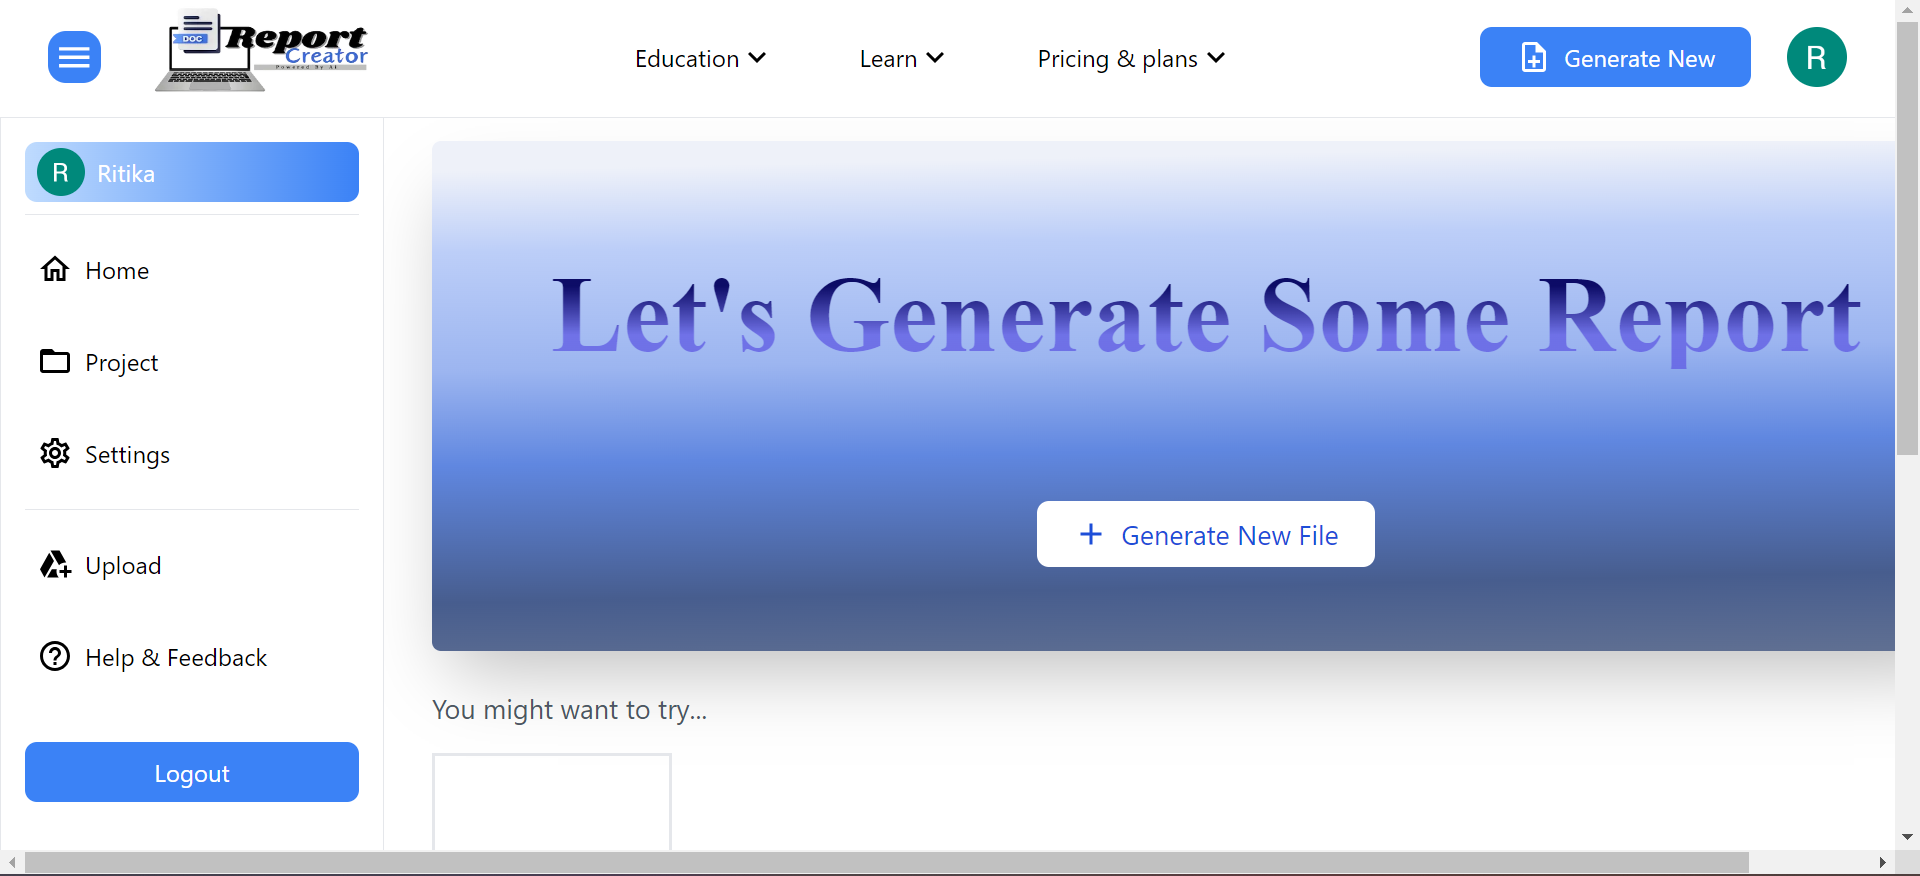 DOC
Report
Creator
Powered By AI
Education
Learn
Pricing & plans
Generate New
R
R
Ritika
Home
Project
Settings
Upload
Help & Feedback
Logout
Let's Generate Some Report
Generate New File
You might want to try...